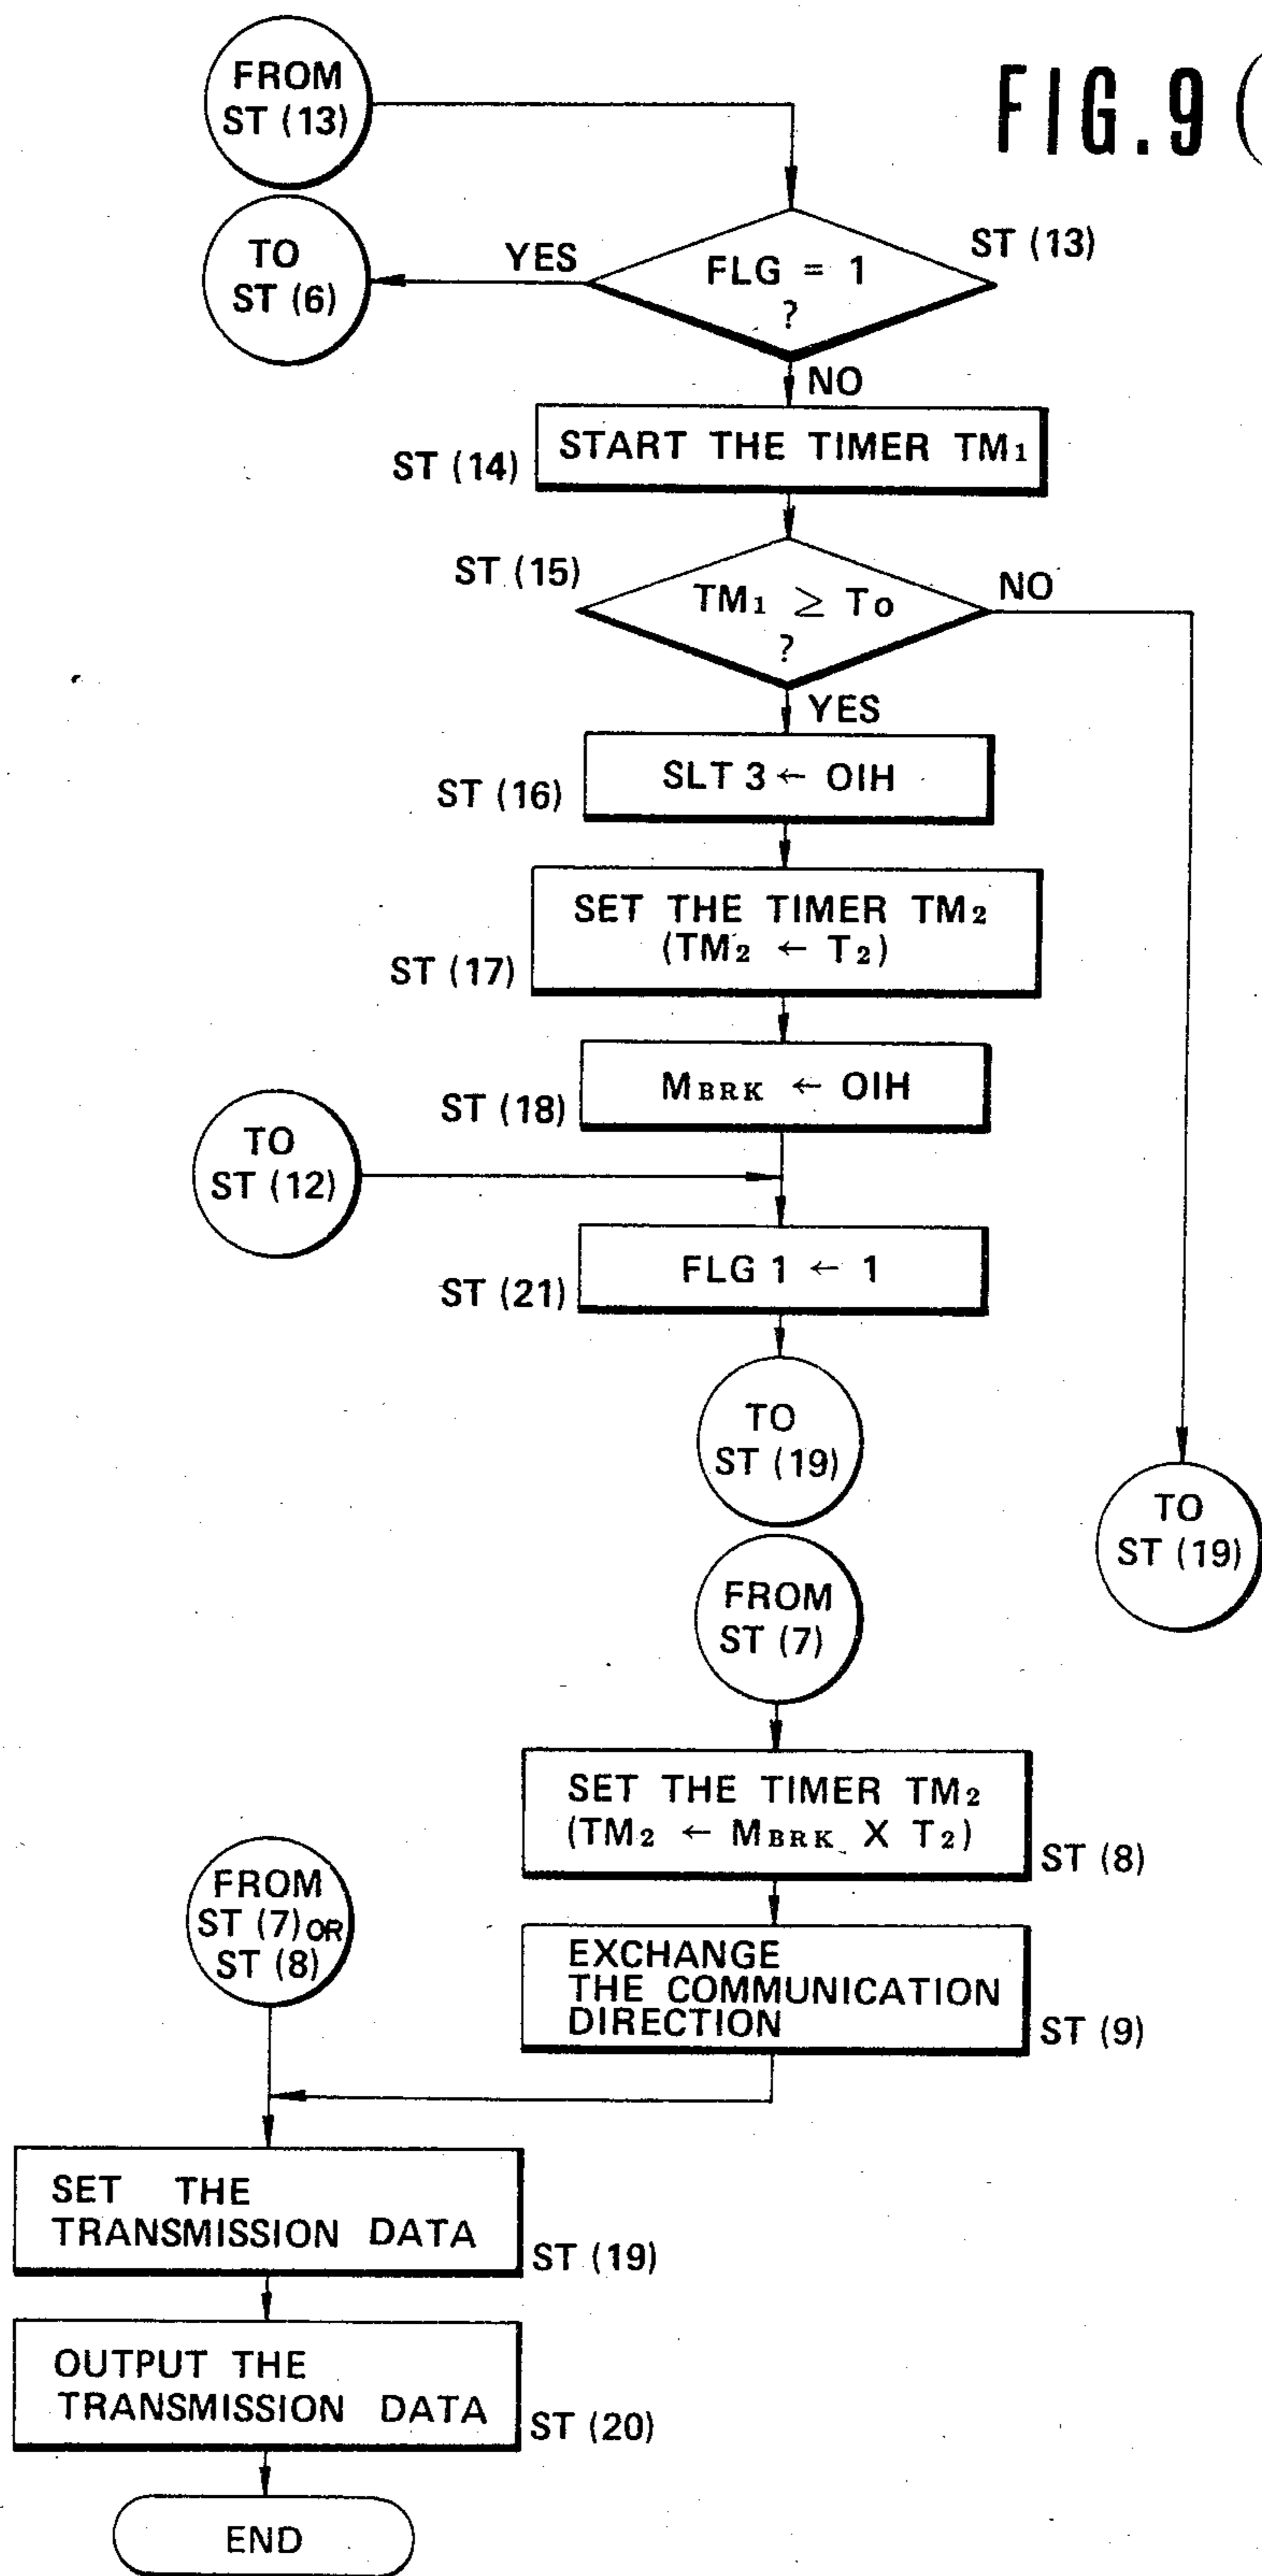 FIG.9 (
FROM
ST (13)
TO
ST (6)
YES
FLG = 1
?
ST (13)
NO
START THE TIMER TM1
ST (14)
ST (15)
TM1 ≥ To
?
NO
YES
SLT 3 ← OIH
ST (16)
SET THE TIMER TM2
(TM2 ← T2)
ST (17)
MBRK ← OIH
ST (18)
TO
ST (12)
FLG 1 ← 1
ST (21)
TO
ST (19)
TO
ST (19)
FROM
ST (7)
SET THE TIMER TM2
(TM2 ← MBRK X T2)
ST (8)
FROM
ST (7) OR
ST (8)
EXCHANGE
THE COMMUNICATION
DIRECTION
ST (9)
SET THE
TRANSMISSION DATA
ST (19)
OUTPUT THE
TRANSMISSION DATA
ST (20)
END